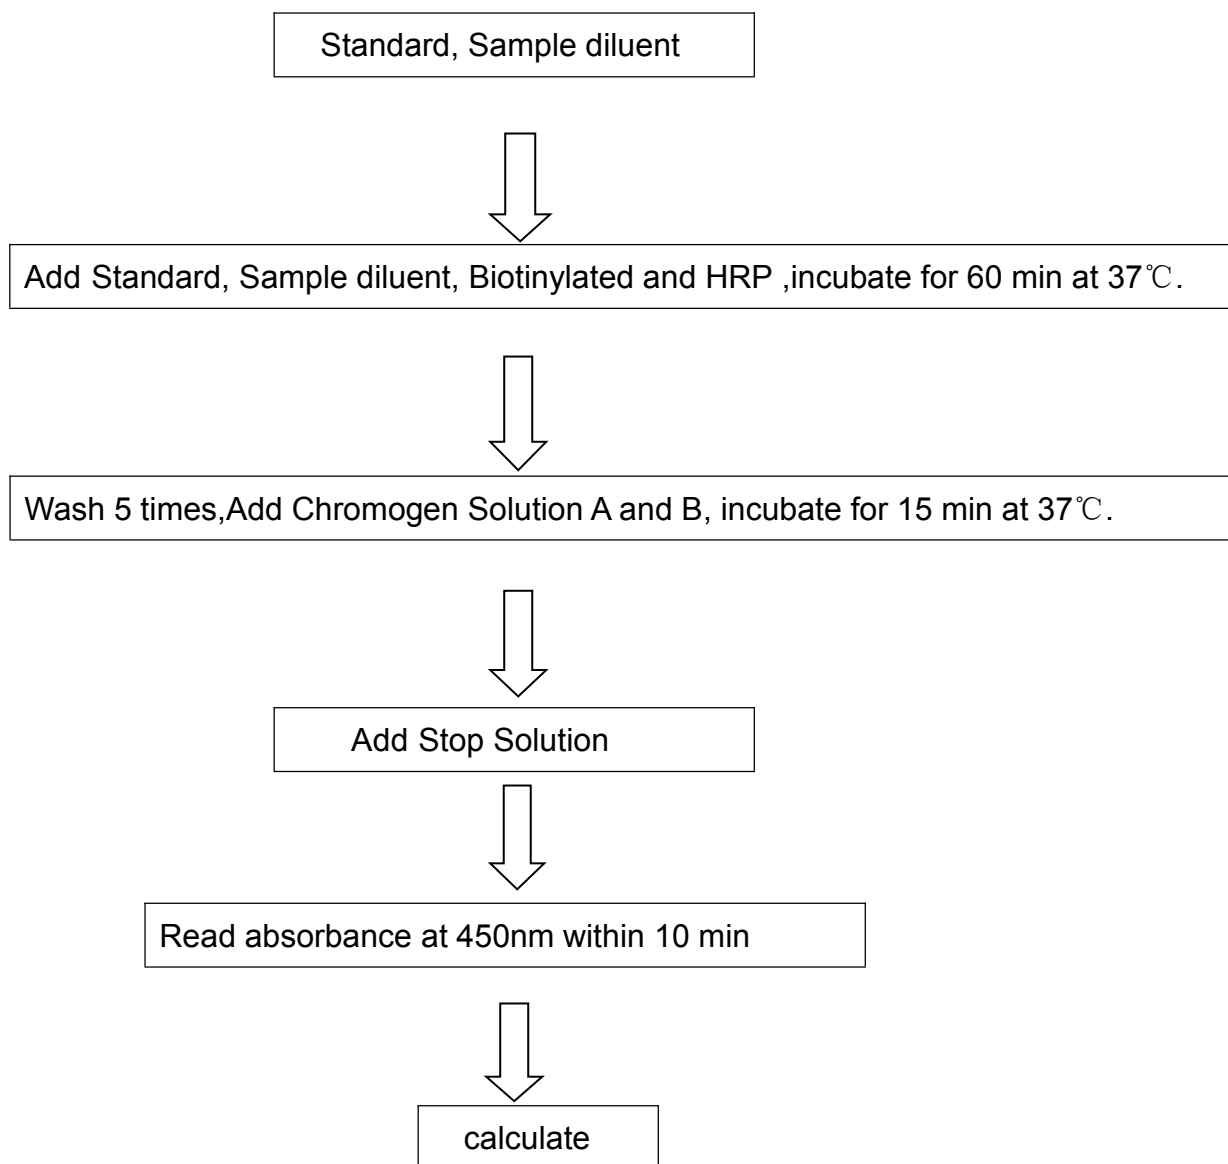 Standard, Sample diluent
Add Standard, Sample diluent, Biotinylated and HRP ,incubate for 60 min at 37℃.
Wash 5 times,Add Chromogen Solution A and B, incubate for 15 min at 37℃.
Add Stop Solution
Read absorbance at 450nm within 10 min
calculate